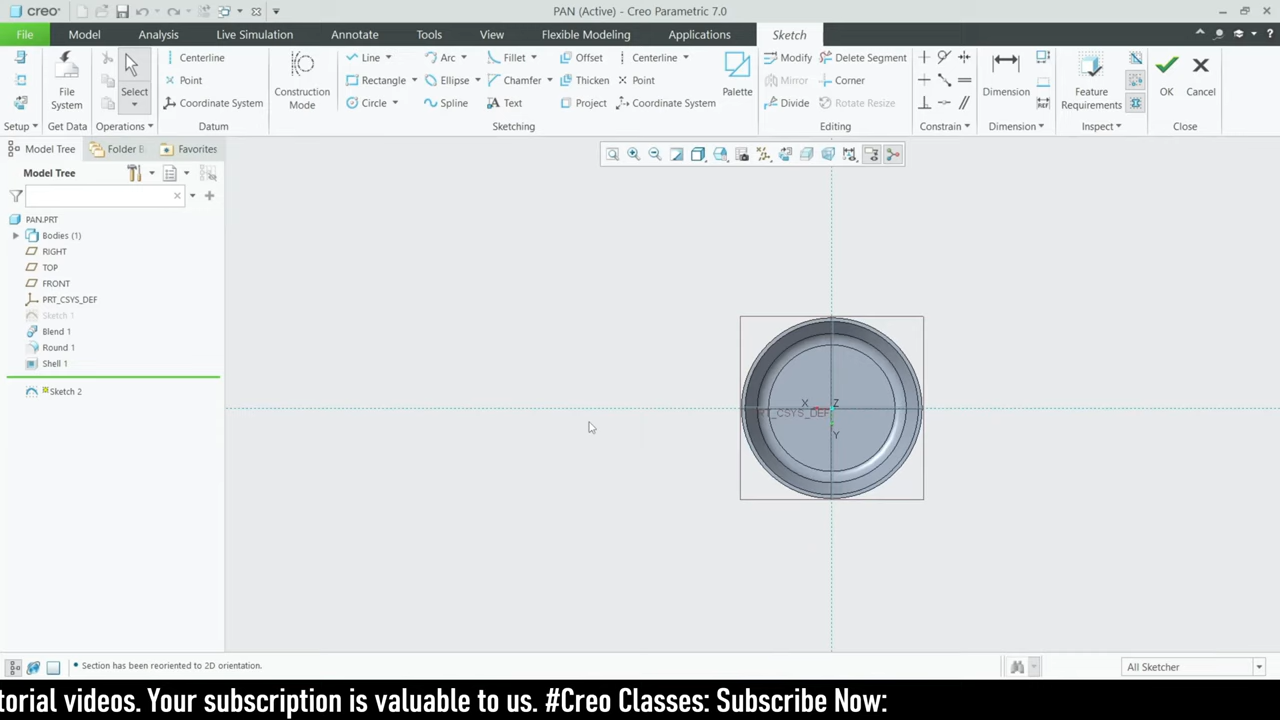 creo
PAN (Active) - Creo Parametric 7.0
File Model Analysis Live Simulation Annotate Tools View Flexible Modeling Applications Sketch
Centerline Line Arc Fillet Offset Centerline Modify Delete Segment
Point Rectangle Ellipse Chamfer Thicken Point Mirror Corner
Coordinate System Circle Spline Text Project Coordinate System Divide Rotate Resize
File System Select Construction Mode Palette Dimension Feature Requirements OK Cancel
Setup Get Data Operations Datum Sketching Editing Constrain Dimension Inspect Close
Model Tree Folder B Favorites
Model Tree
PAN.PRT
Bodies (1)
RIGHT
TOP
FRONT
PRT_CSYS_DEF
Sketch 1
Blend 1
Round 1
Shell 1
Sketch 2
X Z
PRT_CSYS_DEF
Y
Section has been reoriented to 2D orientation.
All Sketcher
torial videos. Your subscription is valuable to us. #Creo Classes: Subscribe Now: